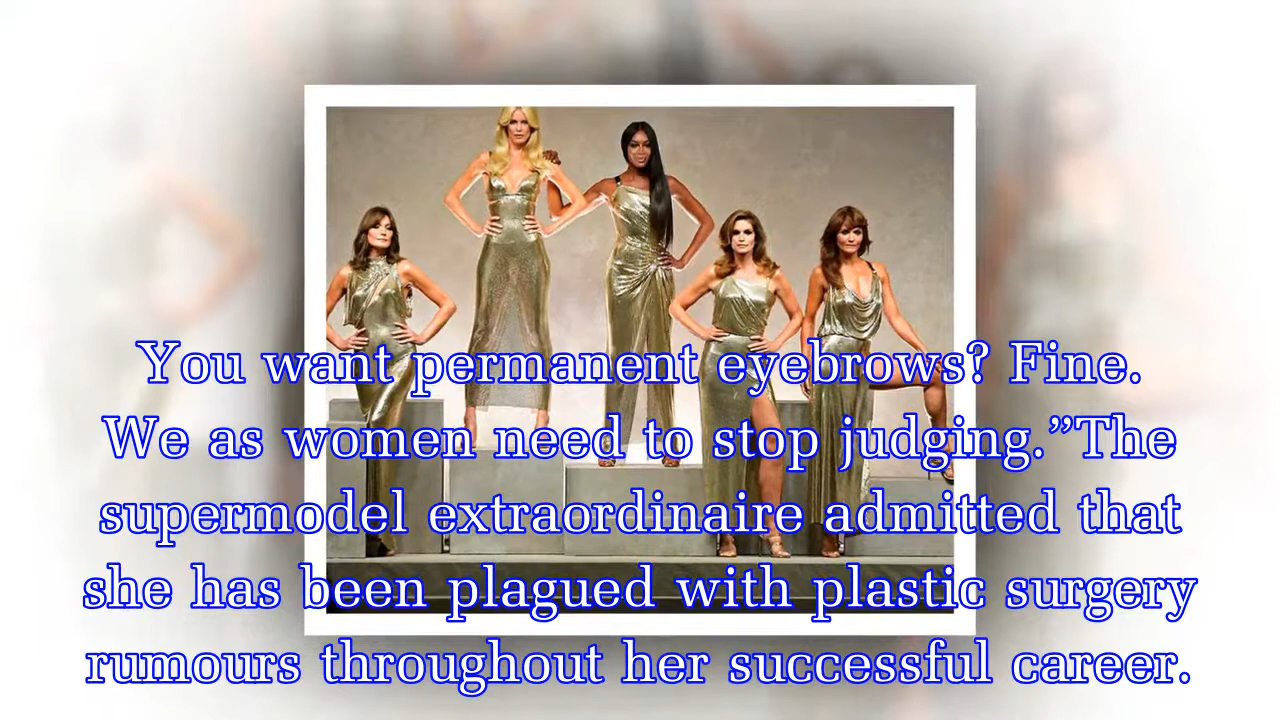 You want permanent eyebrows? Fine.
We as women need to stop judging.”The
supermodel extraordinaire admitted that
she has been plagued with plastic surgery
rumours throughout her successful career.